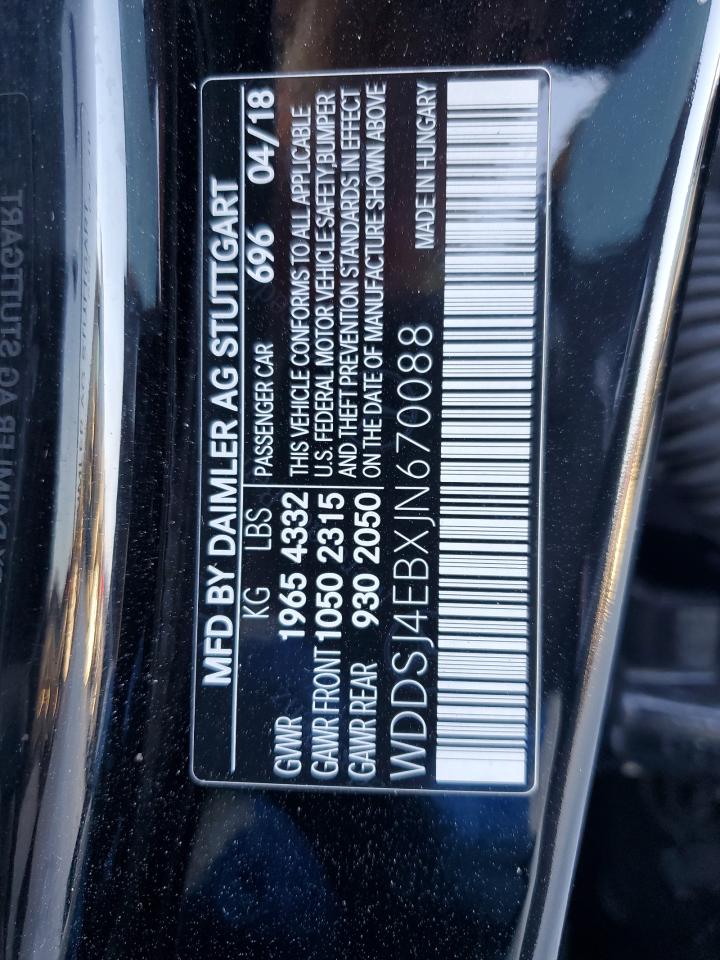 MFD BY DAIMLER AG STUTTGART
KG LBS PASSENGER CAR 696 04/18
GVWR 1965 4332
GAWR FRONT 1050 2315
GAWR REAR 930 2050
THIS VEHICLE CONFORMS TO ALL APPLICABLE
U.S. FEDERAL MOTOR VEHICLE SAFETY,BUMPER
AND THEFT PREVENTION STANDARDS IN EFFECT
ON THE DATE OF MANUFACTURE SHOWN ABOVE
WDDSJ4EBXJN670088 MADE IN HUNGARY